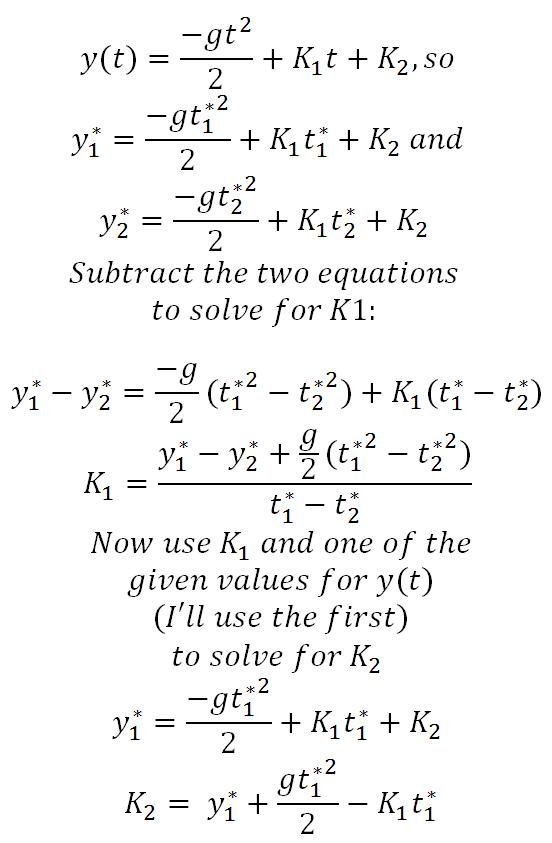 y(t) = \frac{-gt^2}{2} + K_1 t + K_2, so
y_1^* = \frac{-gt_1^{*2}}{2} + K_1 t_1^* + K_2 and
y_2^* = \frac{-gt_2^{*2}}{2} + K_1 t_2^* + K_2
Subtract the two equations
to solve for K1:
y_1^* - y_2^* = \frac{-g}{2}(t_1^{*2} - t_2^{*2}) + K_1(t_1^* - t_2^*)
K_1 = \frac{y_1^* - y_2^* + \frac{g}{2}(t_1^{*2} - t_2^{*2})}{t_1^* - t_2^*}
Now use K_1 and one of the
given values for y(t)
(I'll use the first)
to solve for K_2
y_1^* = \frac{-gt_1^{*2}}{2} + K_1 t_1^* + K_2
K_2 = y_1^* + \frac{gt_1^{*2}}{2} - K_1 t_1^*